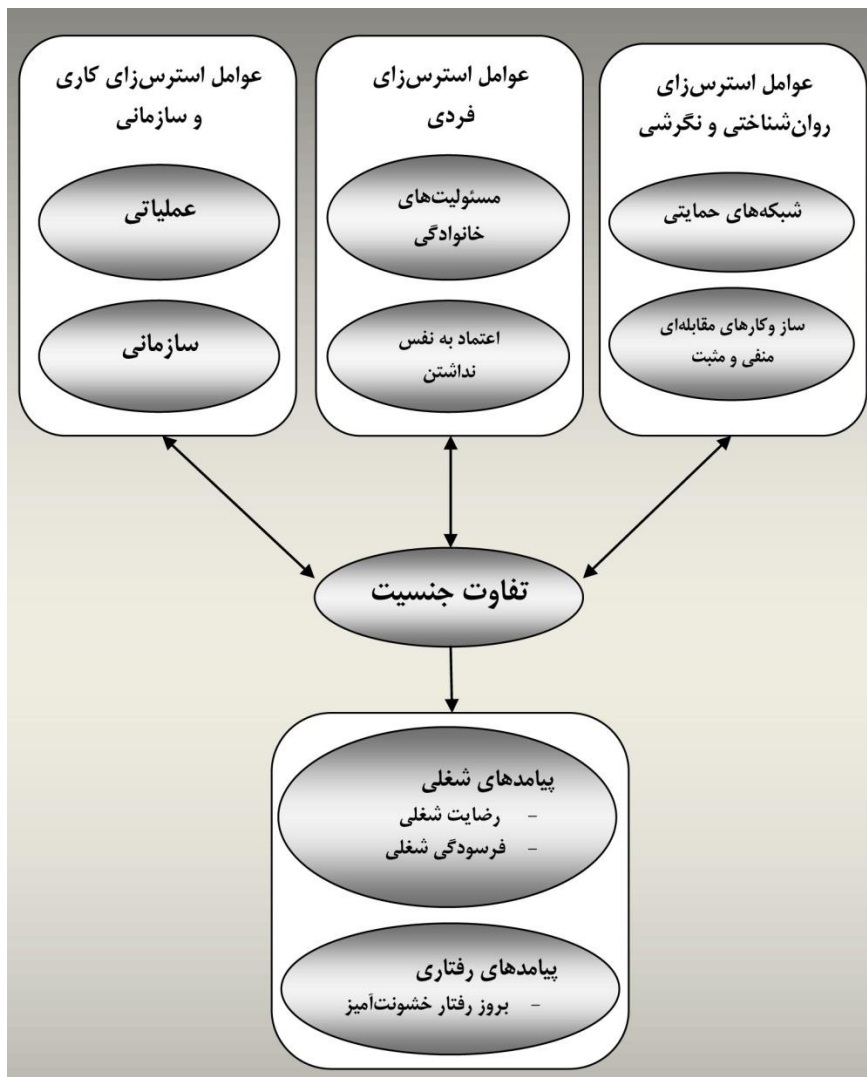 عوامل استرس‌زای روان‌شناختی و نگرشی
شبکه‌های حمایتی
ساز وکارهای مقابله‌ای
منفی و مثبت
عوامل استرس‌زای
فردی
مسئولیت‌های
خانوادگی
اعتماد به نفس
نداشتن
عوامل استرس‌زای کاری
و سازمانی
عملیاتی
سازمانی
تفاوت جنسیت
پیامدهای شغلی
- رضایت شغلی
- فرسودگی شغلی
پیامدهای رفتاری
- بروز رفتار خشونت‌آمیز